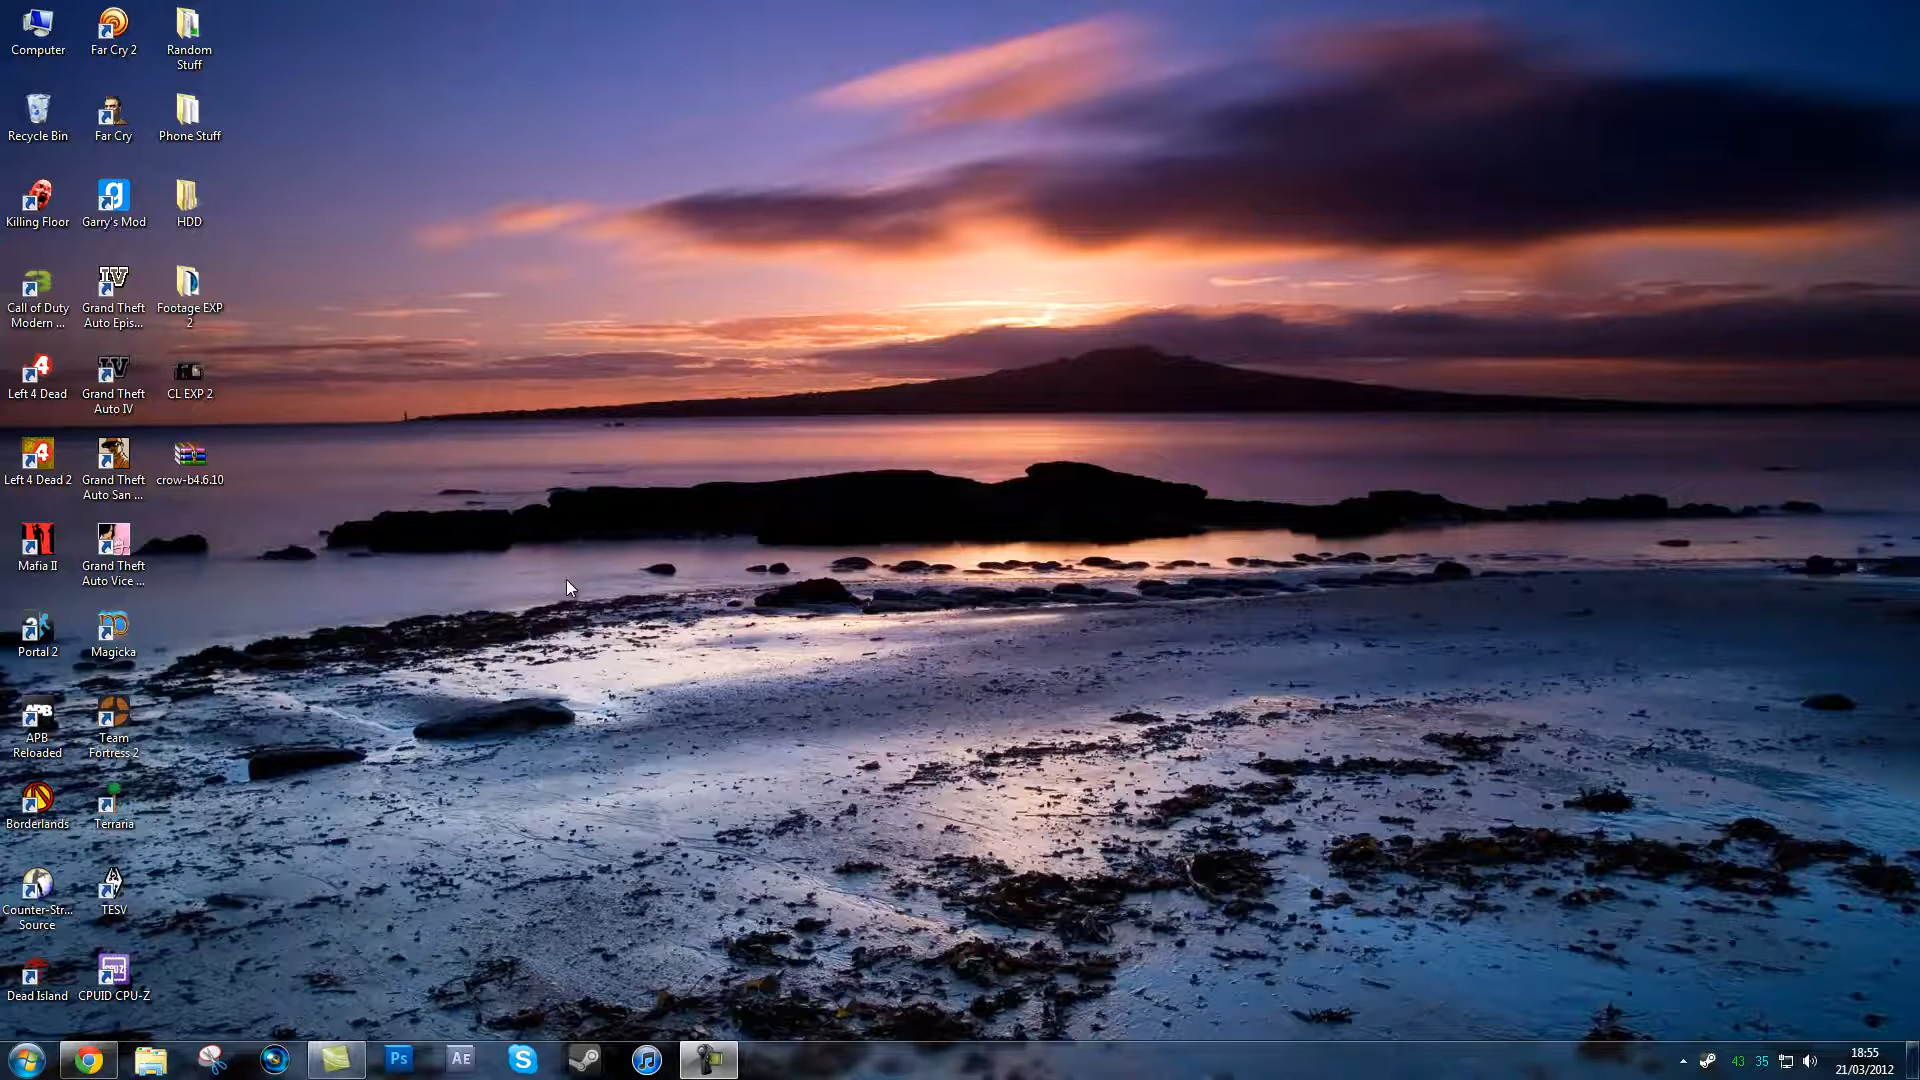 Computer
Recycle Bin
Killing Floor
Call of Duty
Modern ...
Left 4 Dead
Left 4 Dead 2
Mafia II
Portal 2
APB
Reloaded
Borderlands
Counter-Str...
Source
Dead Island
Far Cry 2
Far Cry
Garry's Mod
Grand Theft
Auto Epis...
Grand Theft
Auto IV
Grand Theft
Auto San ...
Grand Theft
Auto Vice ...
Magicka
Team
Fortress 2
Terraria
TESV
CPUID CPU-Z
Random
Stuff
Phone Stuff
HDD
Footage EXP
2
CL EXP 2
crow-b4.6.10
Ps
AE
43 35
18:55
21/03/2012